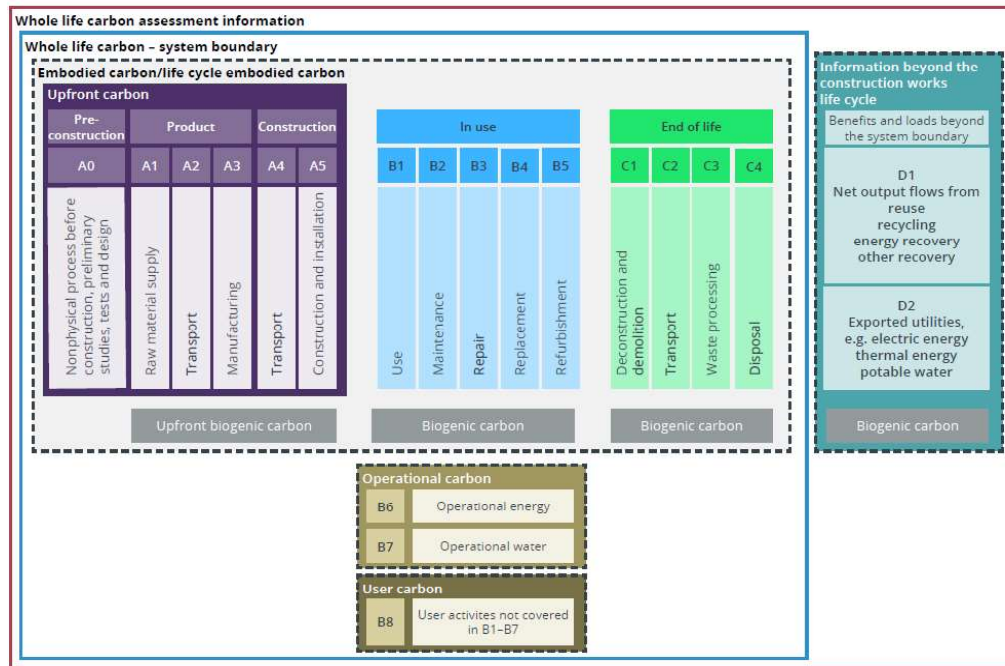 Whole life carbon assessment information
Whole life carbon – system boundary
Embodied carbon/life cycle embodied carbon
Upfront carbon
Pre-
construction
Product
Construction
A0
A1
A2
A3
A4
A5
Nonphysical process before
construction, preliminary
studies, tests and design
Raw material supply
Transport
Manufacturing
Transport
Construction and installation
Upfront biogenic carbon
In use
B1
B2
B3
B4
B5
Use
Maintenance
Repair
Replacement
Refurbishment
Biogenic carbon
End of life
C1
C2
C3
C4
Deconstruction and
demolition
Transport
Waste processing
Disposal
Biogenic carbon
Information beyond the
construction works
life cycle
Benefits and loads beyond
the system boundary
D1
Net output flows from
reuse
recycling
energy recovery
other recovery
D2
Exported utilities,
e.g. electric energy
thermal energy
potable water
Biogenic carbon
Operational carbon
B6
Operational energy
B7
Operational water
User carbon
B8
User activites not covered
in B1–B7